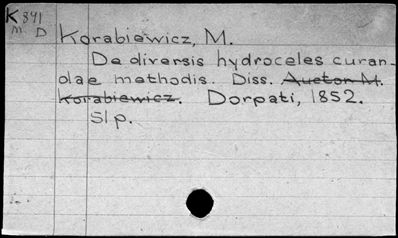 K 841
M. D
Korabiewicz, M.
De diversis hydroceles curan-
dae methodis. Diss. Auctor M.
Korabiewicz. Dorpati, 1852.
51 p.